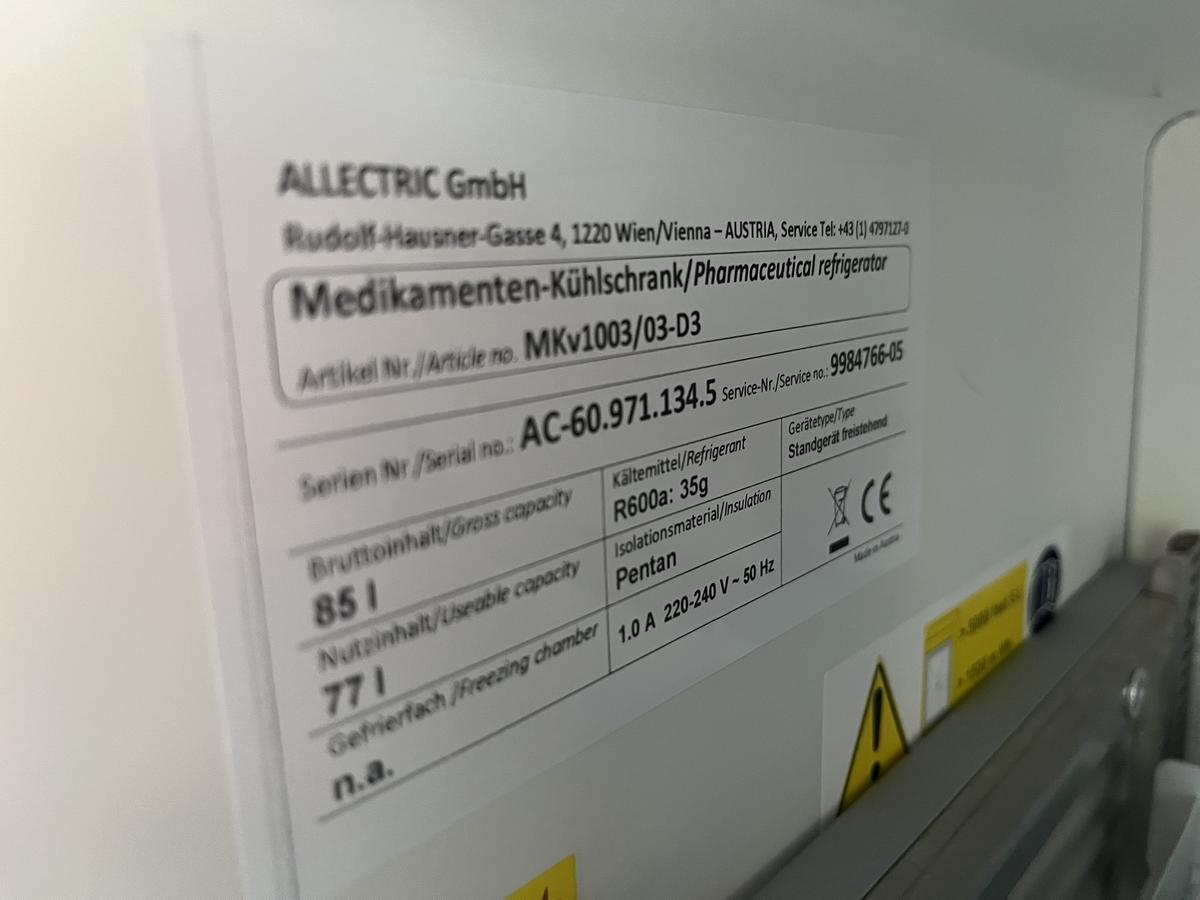 ALLECTRIC GmbH
Rudolf-Hausner-Gasse 4, 1220 Wien/Vienna – AUSTRIA, Service Tel: +43 (1) 4797127-0
Medikamenten-Kühlschrank/Pharmaceutical refrigerator
Artikel Nr./Article no. MKv1003/03-D3
Serien Nr./Serial no.: AC-60.971.134.5 Service-Nr./Service no.: 9984766-05
Bruttoinhalt/Gross capacity
85 l
Nutzinhalt/Useable capacity
77 l
Gefrierfach /Freezing chamber
n.a.
Kältemittel/Refrigerant
R600a: 35g
Isolationsmaterial/Insulation
Pentan
1.0 A 220-240 V ~ 50 Hz
Gerätetype/Type
Standgerät freistehend
CE
Made in Austria